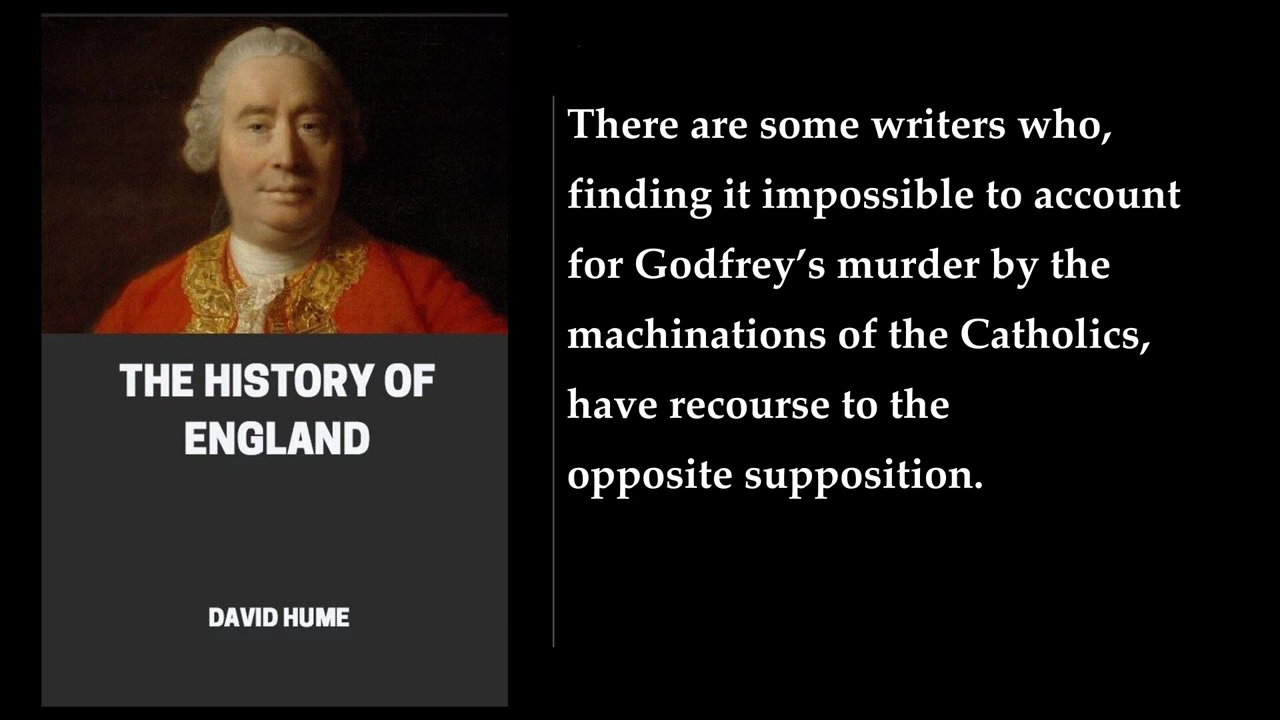 THE HISTORY OF
ENGLAND
DAVID HUME
There are some writers who,
finding it impossible to account
for Godfrey’s murder by the
machinations of the Catholics,
have recourse to the
opposite supposition.